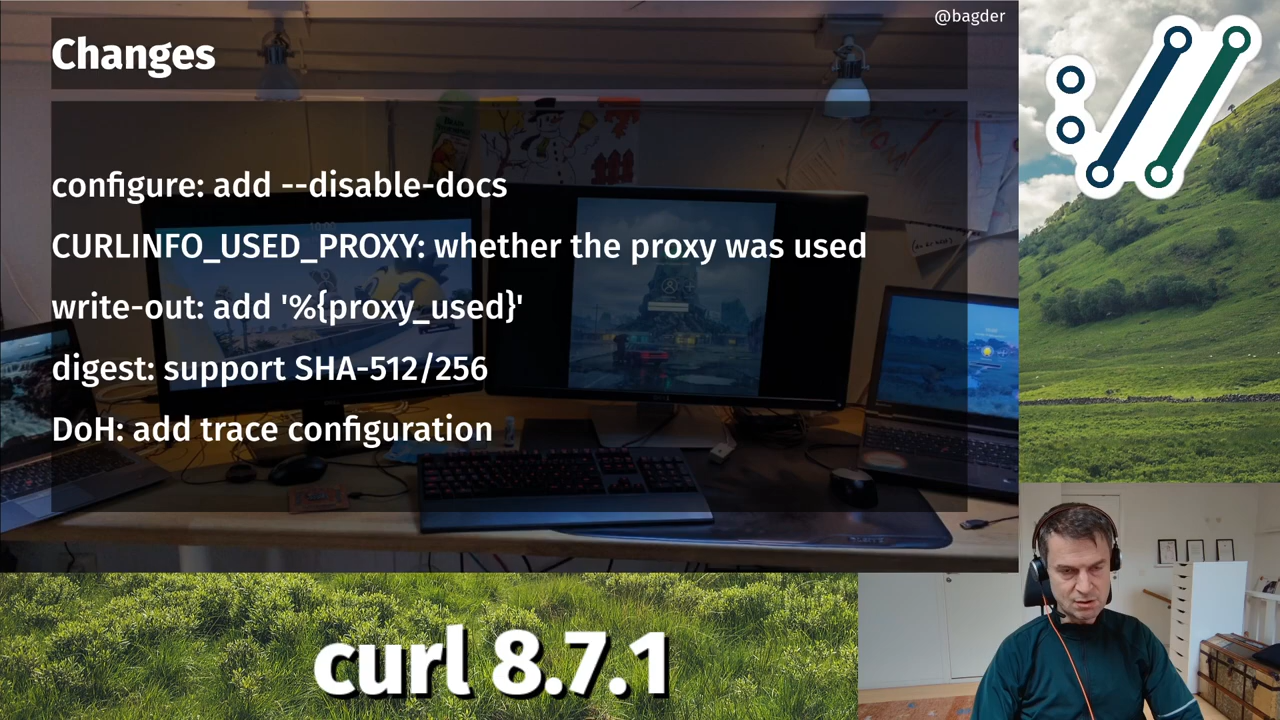 @bagder
Changes
configure: add --disable-docs
CURLINFO_USED_PROXY: whether the proxy was used
write-out: add '%{proxy_used}'
digest: support SHA-512/256
DoH: add trace configuration
curl 8.7.1